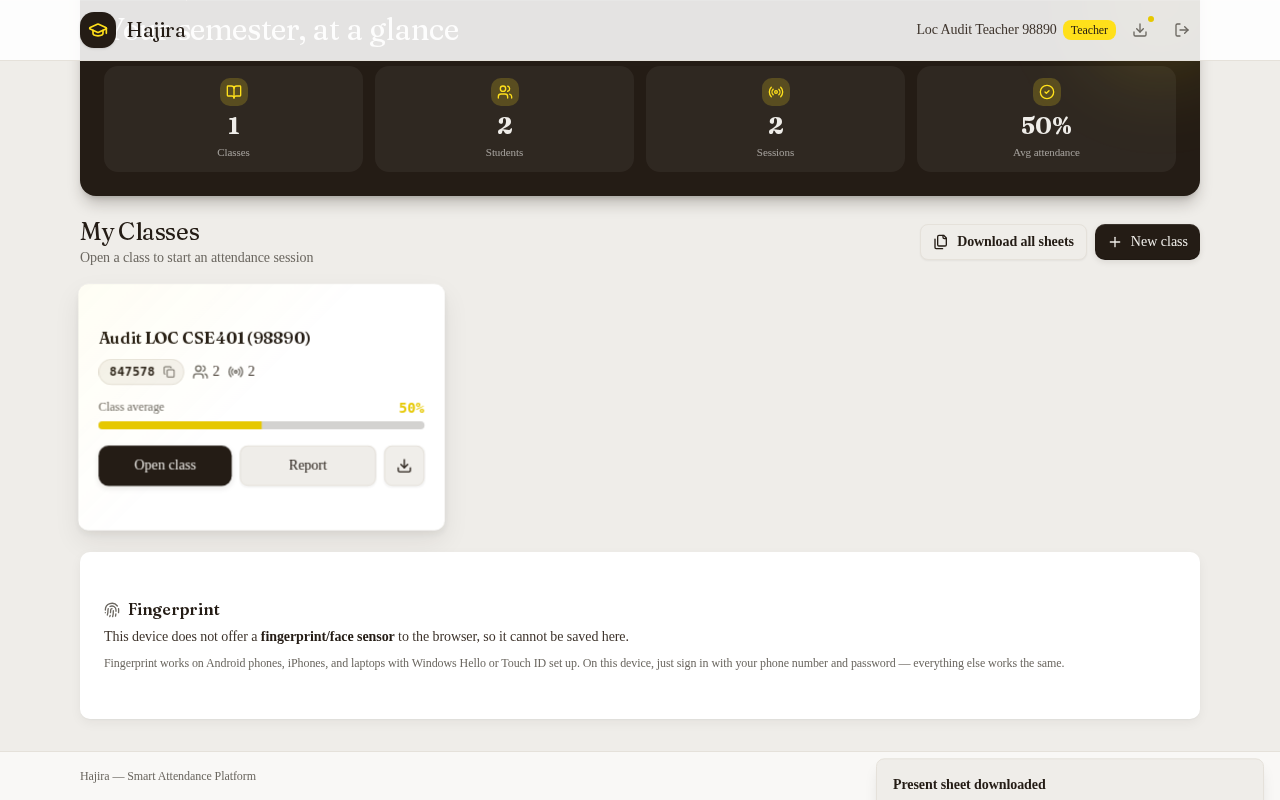 Your semester, at a glance
Hajira
Loc Audit Teacher 98890 Teacher
1
Classes
2
Students
2
Sessions
50%
Avg attendance
My Classes
Open a class to start an attendance session
Download all sheets
New class
Audit LOC CSE401 (98890)
847578 2 2
Class average 50%
Open class Report
Fingerprint
This device does not offer a fingerprint/face sensor to the browser, so it cannot be saved here.
Fingerprint works on Android phones, iPhones, and laptops with Windows Hello or Touch ID set up. On this device, just sign in with your phone number and password — everything else works the same.
Hajira — Smart Attendance Platform
Present sheet downloaded